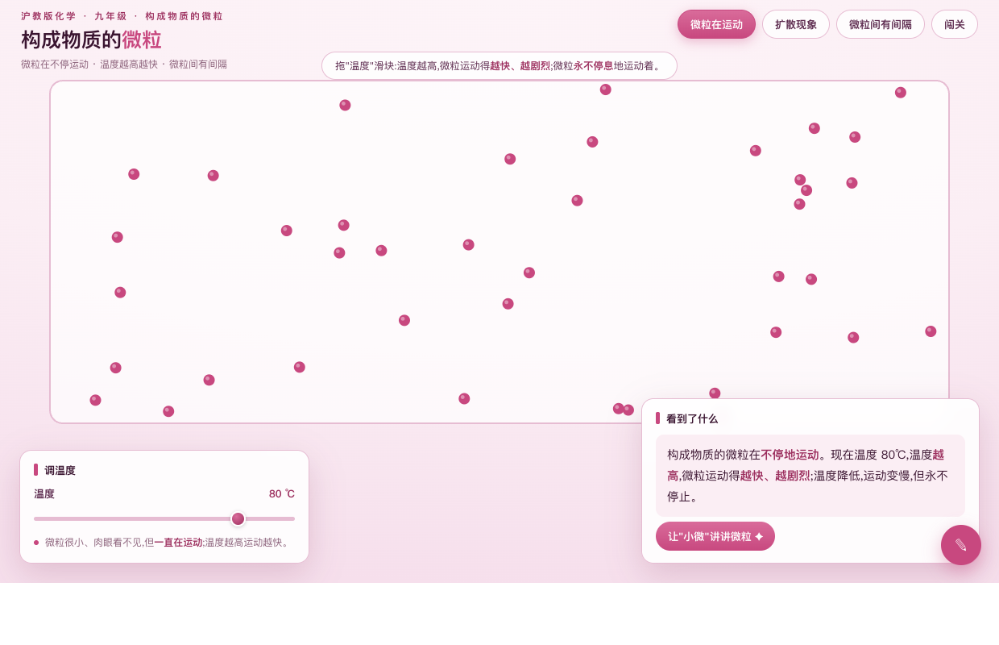 沪教版化学 · 九年级 · 构成物质的微粒
构成物质的微粒
微粒在不停运动 · 温度越高越快 · 微粒间有间隔
微粒在运动
扩散现象
微粒间有间隔
闯关
拖"温度"滑块:温度越高,微粒运动得越快、越剧烈;微粒永不停息地运动着。
调温度
温度
80 ℃
微粒很小、肉眼看不见,但一直在运动;温度越高运动越快。
看到了什么
构成物质的微粒在不停地运动。现在温度 80℃,温度越
高,微粒运动得越快、越剧烈;温度降低,运动变慢,但永不
停止。
让"小微"讲讲微粒 ✦